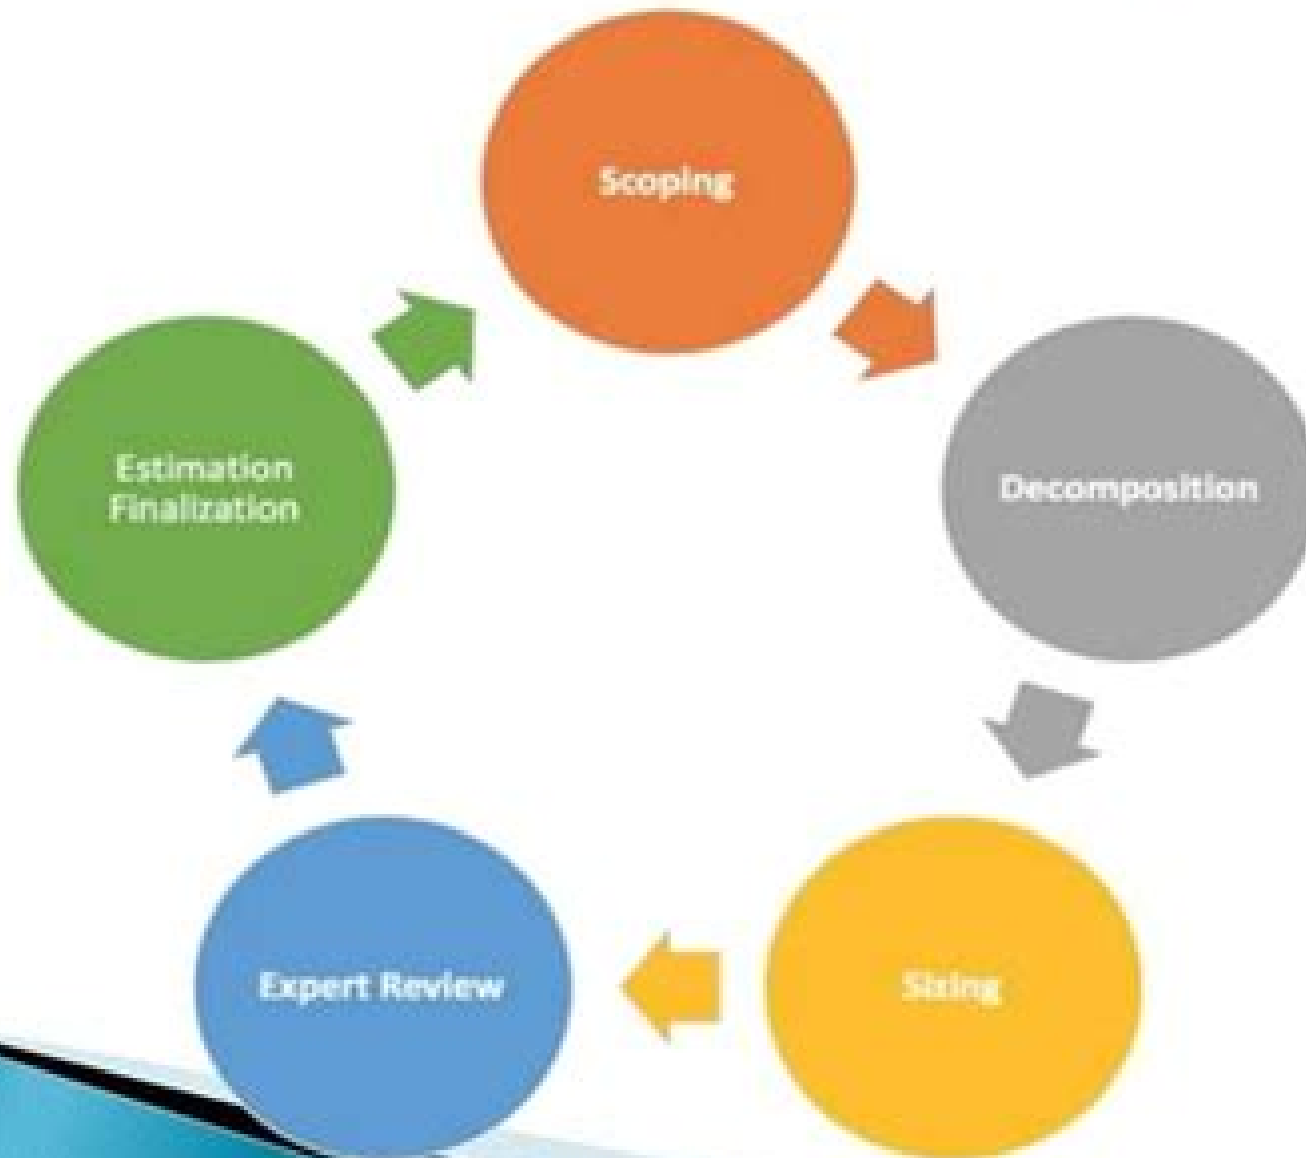 Scoping
Decomposition
Sizing
Expert Review
Estimation
Finalization